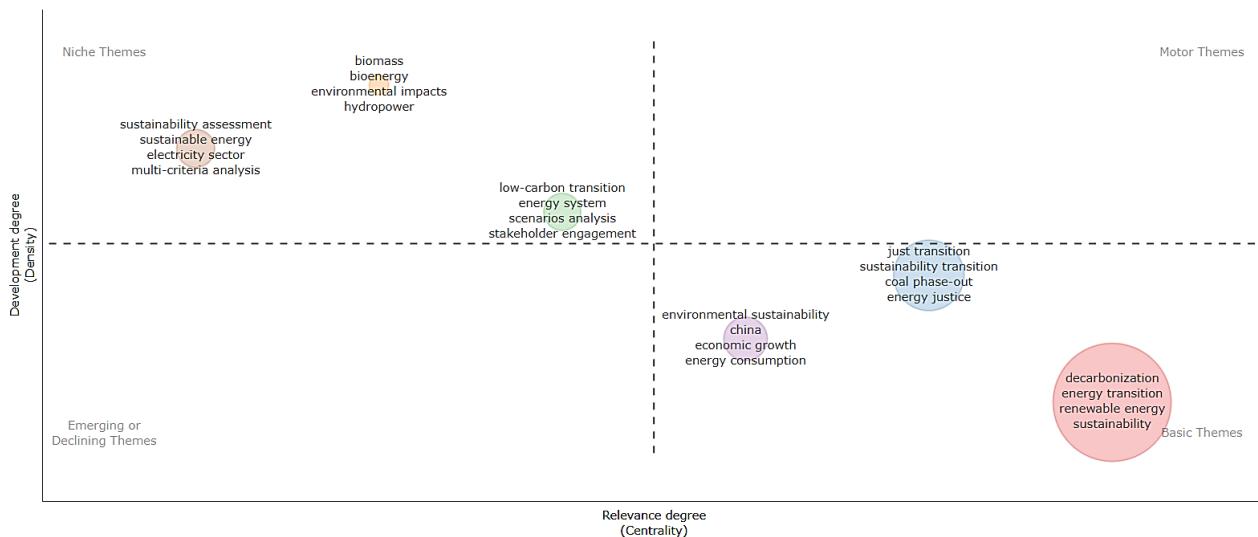 Niche Themes
Motor Themes
biomass
bioenergy
environmental impacts
hydropower
sustainability assessment
sustainable energy
electricity sector
multi-criteria analysis
low-carbon transition
energy system
scenarios analysis
stakeholder engagement
just transition
sustainability transition
coal phase-out
energy justice
environmental sustainability
china
economic growth
energy consumption
decarbonization
energy transition
renewable energy
sustainability
Emerging or
Declining Themes
Basic Themes
Development degree
(Density)
Relevance degree
(Centrality)